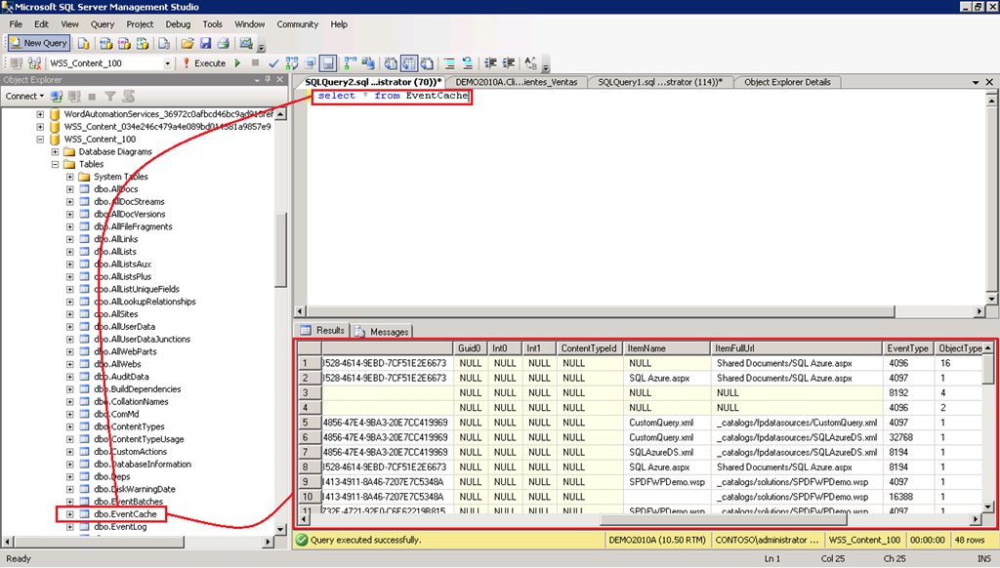 Microsoft SQL Server Management Studio
File Edit View Query Project Debug Tools Window Community Help
New Query
WSS_Content_100 Execute
Object Explorer
Connect
WSS_Content_034e246c479a4e089bd014381a9857e9
WSS_Content_100
Database Diagrams
Tables
System Tables
dbo.AllDocs
dbo.AllDocStreams
dbo.AllDocVersions
dbo.AllFileFragments
dbo.AllLinks
dbo.AllLists
dbo.AllListsAux
dbo.AllListsPlus
dbo.AllListUniqueFields
dbo.AllLookupRelationships
dbo.AllSites
dbo.AllUserData
dbo.AllUserDataJunctions
dbo.AllWebParts
dbo.AllWebs
dbo.AuditData
dbo.BuildDependencies
dbo.CollationNames
dbo.ComMd
dbo.ContentTypes
dbo.ContentTypeUsage
dbo.CustomActions
dbo.DatabaseInformation
dbo.Deps
dbo.DiskWarningDate
dbo.EventBatches
dbo.EventCache
dbo.EventLog
SQLQuery2.sql ...istrator (70))* DEMO2010A.Cli...ientes_Ventas SQLQuery1.sql ...strator (114))* Object Explorer Details
select * from EventCache
Results Messages
Guid0 Int0 Int1 ContentTypeId ItemName ItemFullUrl EventType ObjectType
1 3528-4614-9EBD-7CF51E2E6673 NULL NULL NULL NULL NULL Shared Documents/SQL Azure.aspx 4096 16
2 3528-4614-9EBD-7CF51E2E6673 NULL NULL NULL NULL SQL Azure.aspx Shared Documents/SQL Azure.aspx 4097 1
3 NULL NULL NULL NULL NULL NULL 8192 4
4 NULL NULL NULL NULL NULL NULL 4096 2
5 4856-47E4-9BA3-20E7CC419969 NULL NULL NULL NULL CustomQuery.xml _catalogs/fpdatasources/CustomQuery.xml 4097 1
6 4856-47E4-9BA3-20E7CC419969 NULL NULL NULL NULL SQLAzureDS.xml _catalogs/fpdatasources/SQLAzureDS.xml 32768 1
7 4856-47E4-9BA3-20E7CC419969 NULL NULL NULL NULL SQLAzureDS.xml _catalogs/fpdatasources/SQLAzureDS.xml 8194 1
8 3528-4614-9EBD-7CF51E2E6673 NULL NULL NULL NULL SQL Azure.aspx Shared Documents/SQL Azure.aspx 8194 1
9 1413-4911-8A46-7207E7C5348A NULL NULL NULL NULL SPDFWPDemo.wsp _catalogs/solutions/SPDFWPDemo.wsp 4097 1
10 1413-4911-8A46-7207E7C5348A NULL NULL NULL NULL NULL _catalogs/solutions/SPDFWPDemo.wsp 16388 1
11 NULL NULL NULL NULL SPDFWPDemo.wsp _catalogs/solutions/SPDFWPDemo.wsp 4097 1
Query executed successfully. DEMO2010A (10.50 RTM) CONTOSO\administrator ... WSS_Content_100 00:00:00 48 rows
Ready Ln 1 Col 25 Ch 25 INS